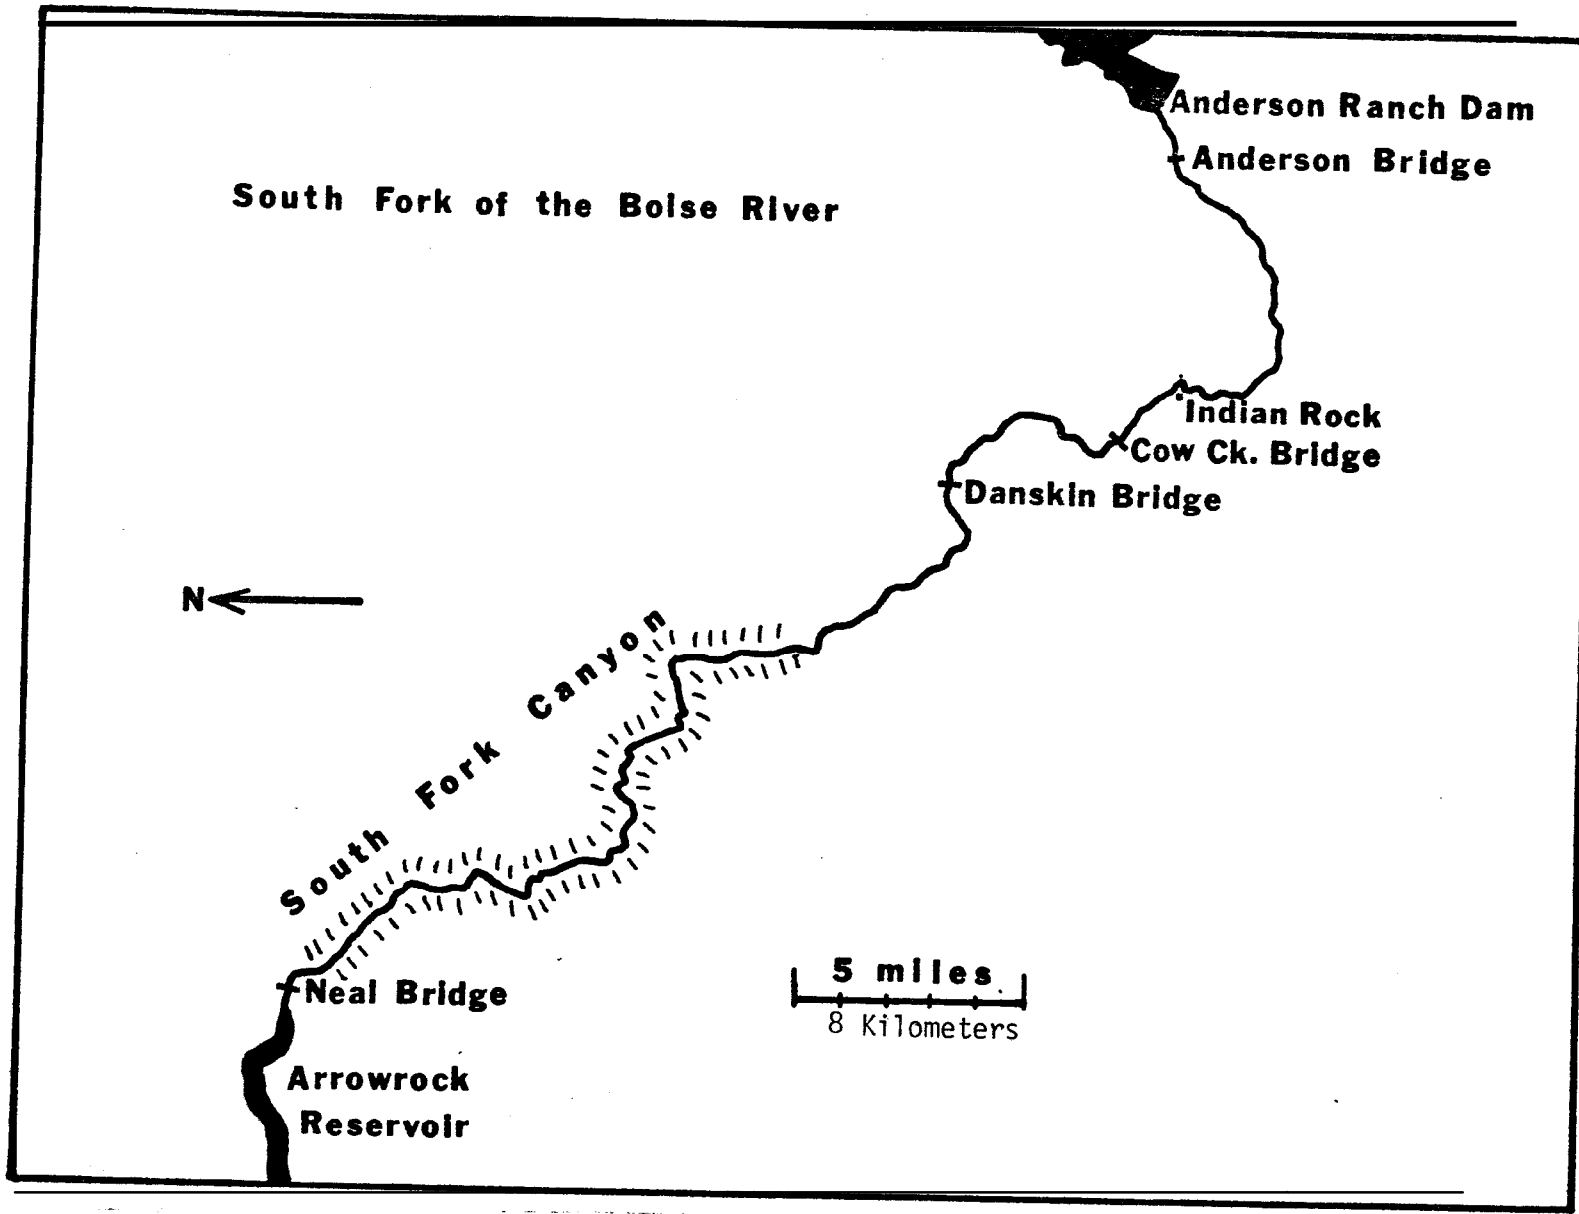 Anderson Ranch Dam
Anderson Bridge
South Fork of the Boise River
Indian Rock
Cow Ck. Bridge
Danskin Bridge
N
South Fork Canyon
Neal Bridge
5 miles
8 Kilometers
Arrowrock
Reservoir